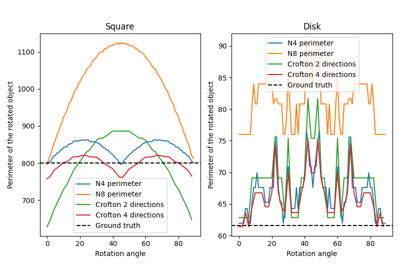 Square
Perimeter of the rotated object
1100
1000
900
800
700
0
20
40
60
80
Rotation angle
N4 perimeter
N8 perimeter
Crofton 2 directions
Crofton 4 directions
Ground truth
Disk
Perimeter of the rotated object
90
85
80
75
70
65
60
0
20
40
60
80
Rotation angle
N4 perimeter
N8 perimeter
Crofton 2 directions
Crofton 4 directions
Ground truth